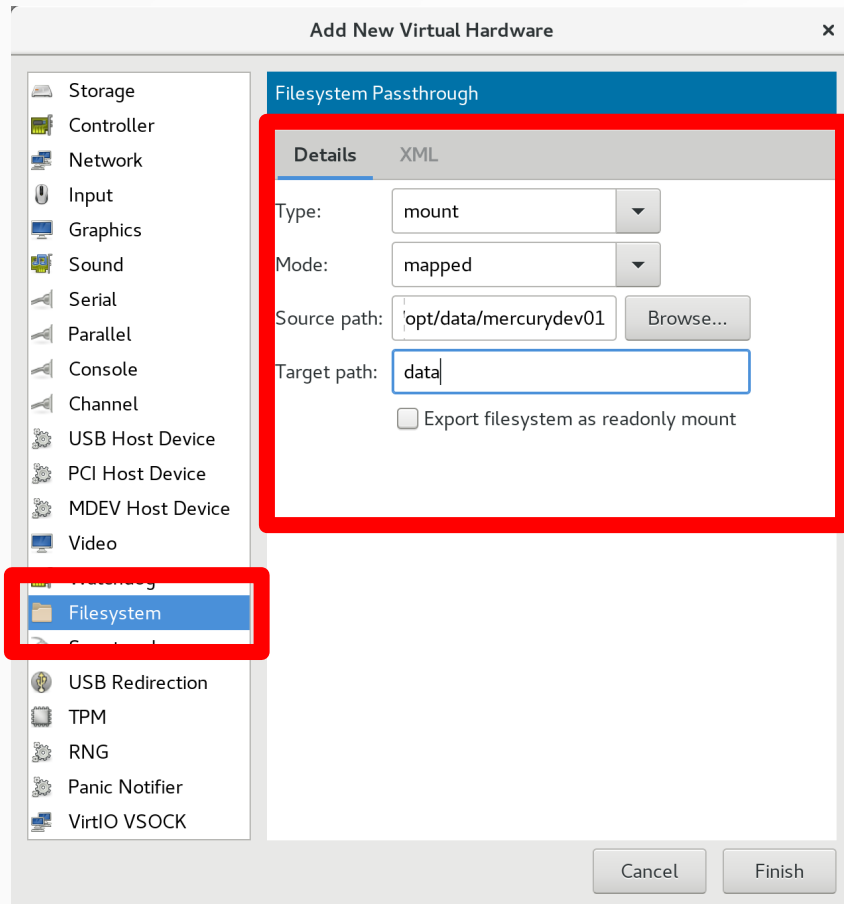 Add New Virtual Hardware
Storage
Controller
Network
Input
Graphics
Sound
Serial
Parallel
Console
Channel
USB Host Device
PCI Host Device
MDEV Host Device
Video
Filesystem
USB Redirection
TPM
RNG
Panic Notifier
VirtIO VSOCK
Filesystem Passthrough
Details XML
Type: mount
Mode: mapped
Source path: opt/data/mercurydev01 Browse...
Target path: data
Export filesystem as readonly mount
Cancel Finish